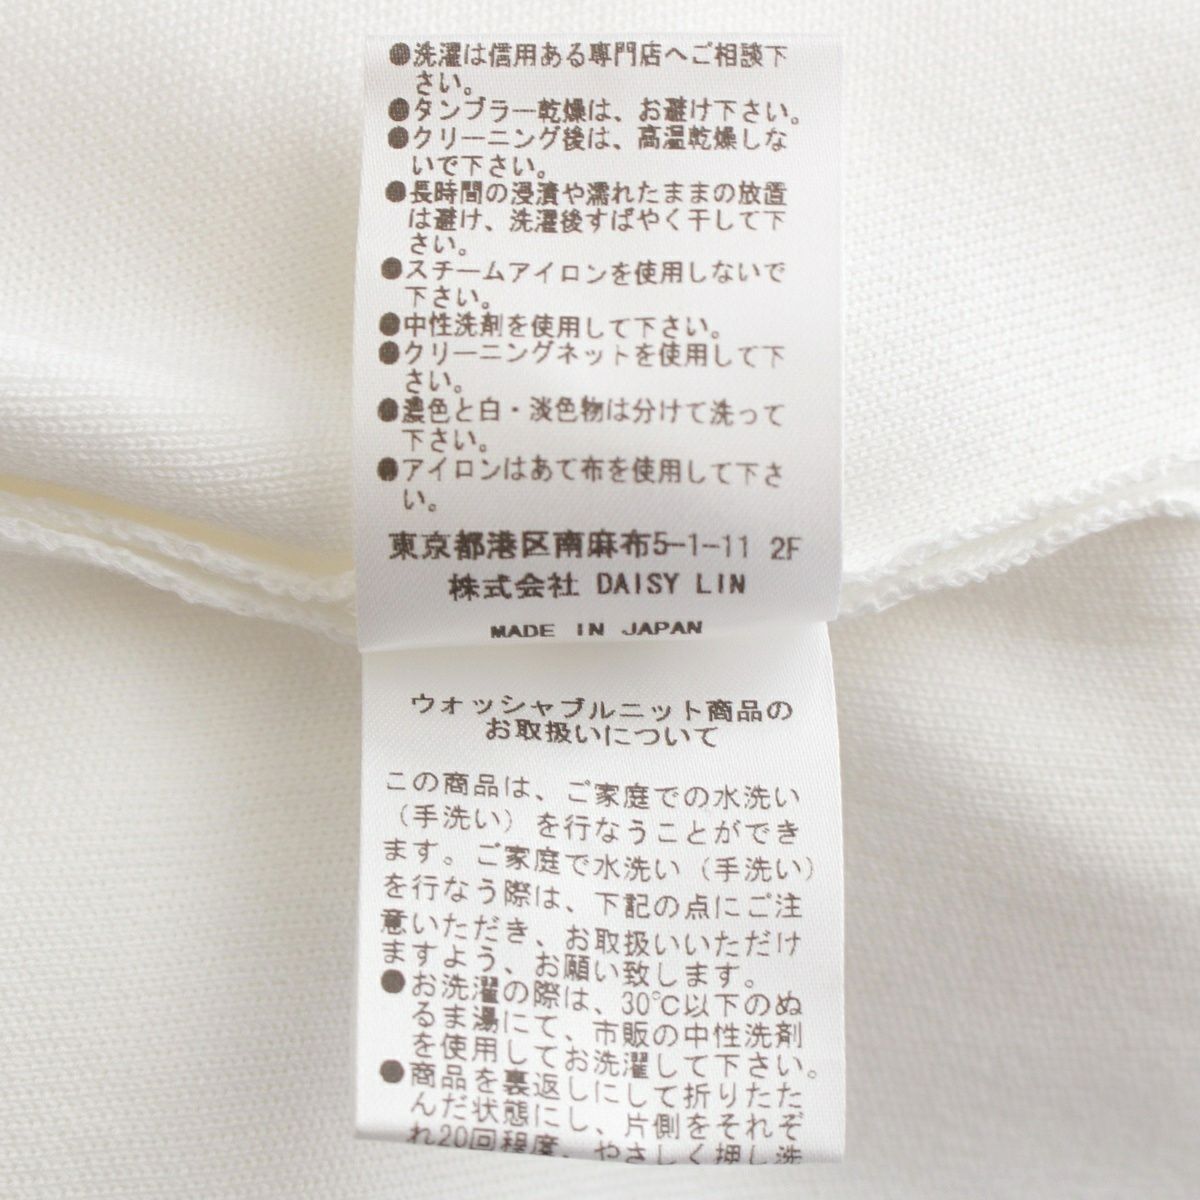 ●洗濯は信用ある専門店へご相談下
さい。
●タンブラー乾燥は、お避け下さい。
●クリーニング後は、高温乾燥しな
いで下さい。
●長時間の浸漬や濡れたままの放置
は避け、洗濯後すばやく干して下
さい。
●スチームアイロンを使用しないで
下さい。
●中性洗剤を使用して下さい。
●クリーニングネットを使用して下
さい。
●濃色と白・淡色物は分けて洗って
下さい。
●アイロンはあて布を使用して下さ
い。
東京都港区南麻布5-1-11 2F
株式会社 DAISY LIN
MADE IN JAPAN
ウォッシャブルニット商品の
お取扱いについて
この商品は、ご家庭での水洗い
（手洗い）を行なうことができ
ます。ご家庭で水洗い（手洗い）
を行なう際は、下記の点にご注
意いただき、お取扱いいただけ
ますよう、お願い致します。
●お洗濯の際は、30℃以下のぬ
るま湯にて、市販の中性洗剤
を使用してお洗濯して下さい。
●商品を裏返しにして折りたた
んだ状態にし、片側をそれぞ
れ20回程度、やさしく押し洗